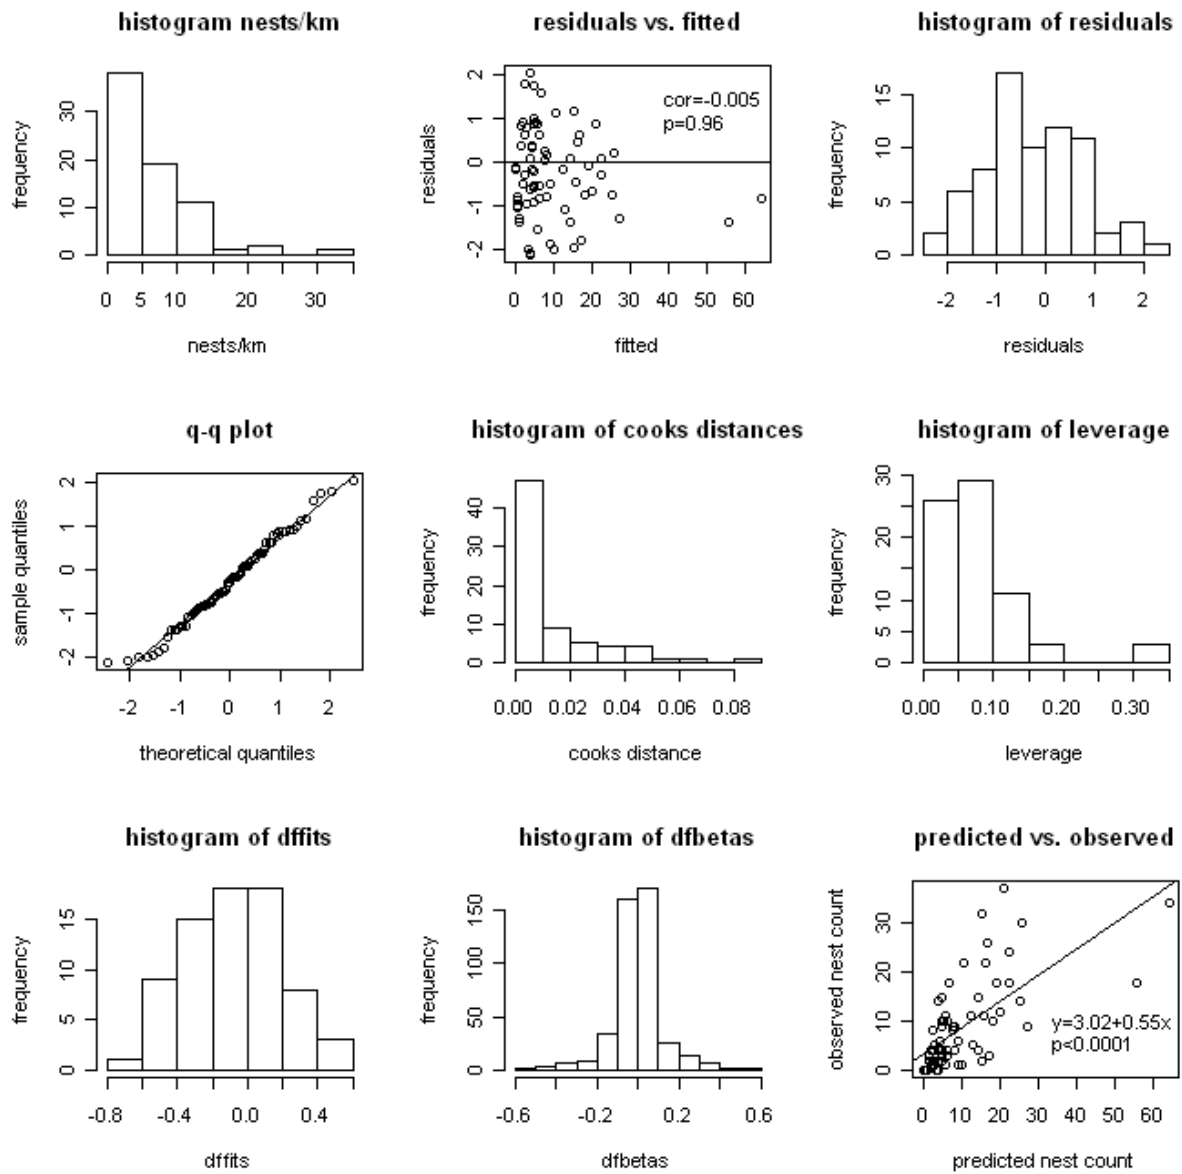 histogram nests/km
frequency
0 10 20 30
0 5 10 30
nests/km
residuals vs. fitted
residuals
-2 -1 0 1 2
cor=-0.005
p=0.96
0 10 20 30 40 50 60
fitted
histogram of residuals
frequency
0 5 10 15
-2 -1 0 1 2
residuals
q-q plot
sample quantiles
-2 -1 0 1 2
-2 -1 0 1 2
theoretical quantiles
histogram of cooks distances
frequency
0 10 20 30 40
0.00 0.02 0.04 0.06 0.08
cooks distance
histogram of leverage
frequency
0 5 10 20 30
0.00 0.10 0.20 0.30
leverage
histogram of dffits
frequency
0 5 10 15
-0.8 -0.4 0.0 0.4
dffits
histogram of dfbetas
frequency
0 50 100 150
-0.6 -0.2 0.2 0.6
dfbetas
predicted vs. observed
observed nest count
0 10 20 30
y=3.02+0.55x
p<0.0001
0 10 20 30 40 50 60
predicted nest count